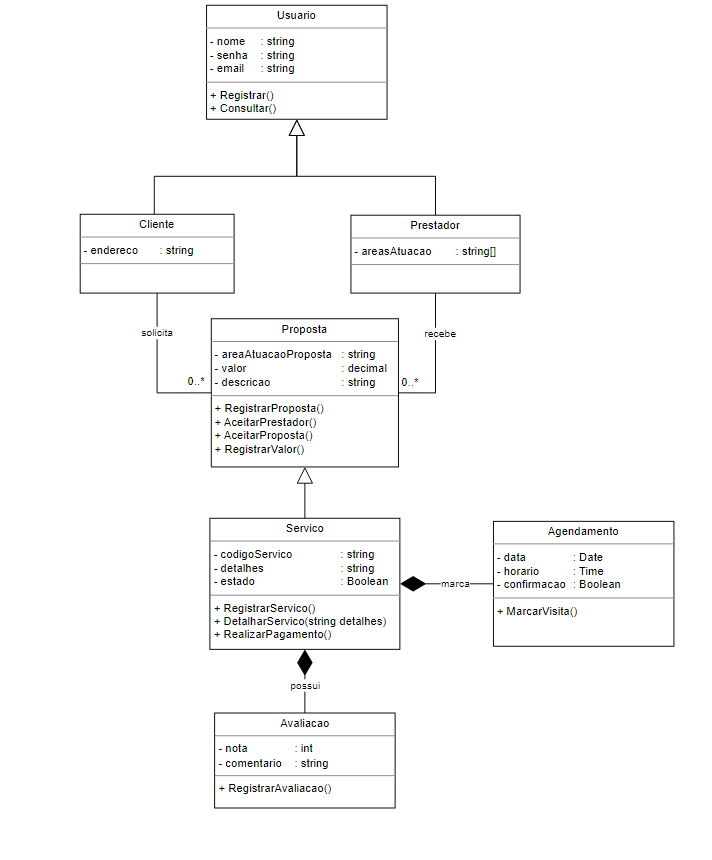 Usuario
- nome : string
- senha : string
- email : string
+ Registrar()
+ Consultar()
Cliente
- endereco : string
Prestador
- areasAtuacao : string[]
solicita
recebe
0..*
0..*
Proposta
- areaAtuacaoProposta : string
- valor : decimal
- descricao : string
+ RegistrarProposta()
+ AceitarPrestador()
+ AceitarProposta()
+ RegistrarValor()
Servico
- codigoServico : string
- detalhes : string
- estado : Boolean
+ RegistrarServico()
+ DetalharServico(string detalhes)
+ RealizarPagamento()
marca
Agendamento
- data : Date
- horario : Time
- confirmacao : Boolean
+ MarcarVisita()
possui
Avaliacao
- nota : int
- comentario : string
+ RegistrarAvaliacao()